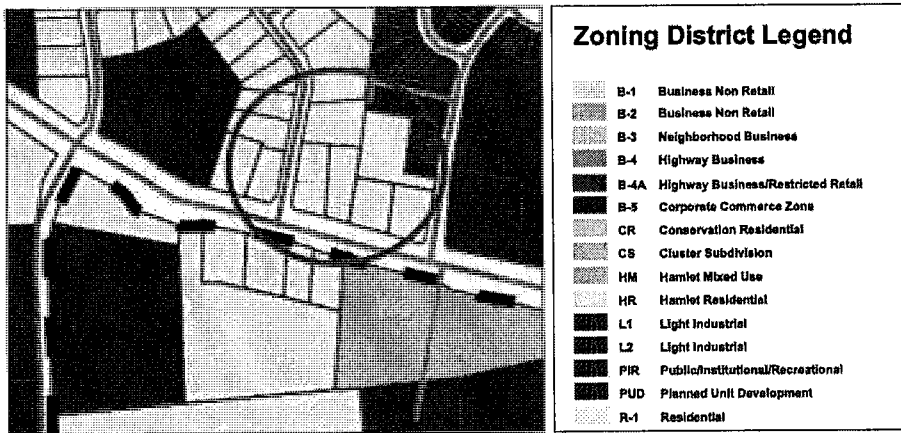 Zoning District Legend
B-1 Business Non Retail
B-2 Business Non Retail
B-3 Neighborhood Business
B-4 Highway Business
B-4A Highway Business/Restricted Retail
B-5 Corporate Commerce Zone
CR Conservation Residential
CS Cluster Subdivision
HM Hamlet Mixed Use
HR Hamlet Residential
L1 Light Industrial
L2 Light Industrial
PIR Public/Institutional/Recreational
PUD Planned Unit Development
R-1 Residential